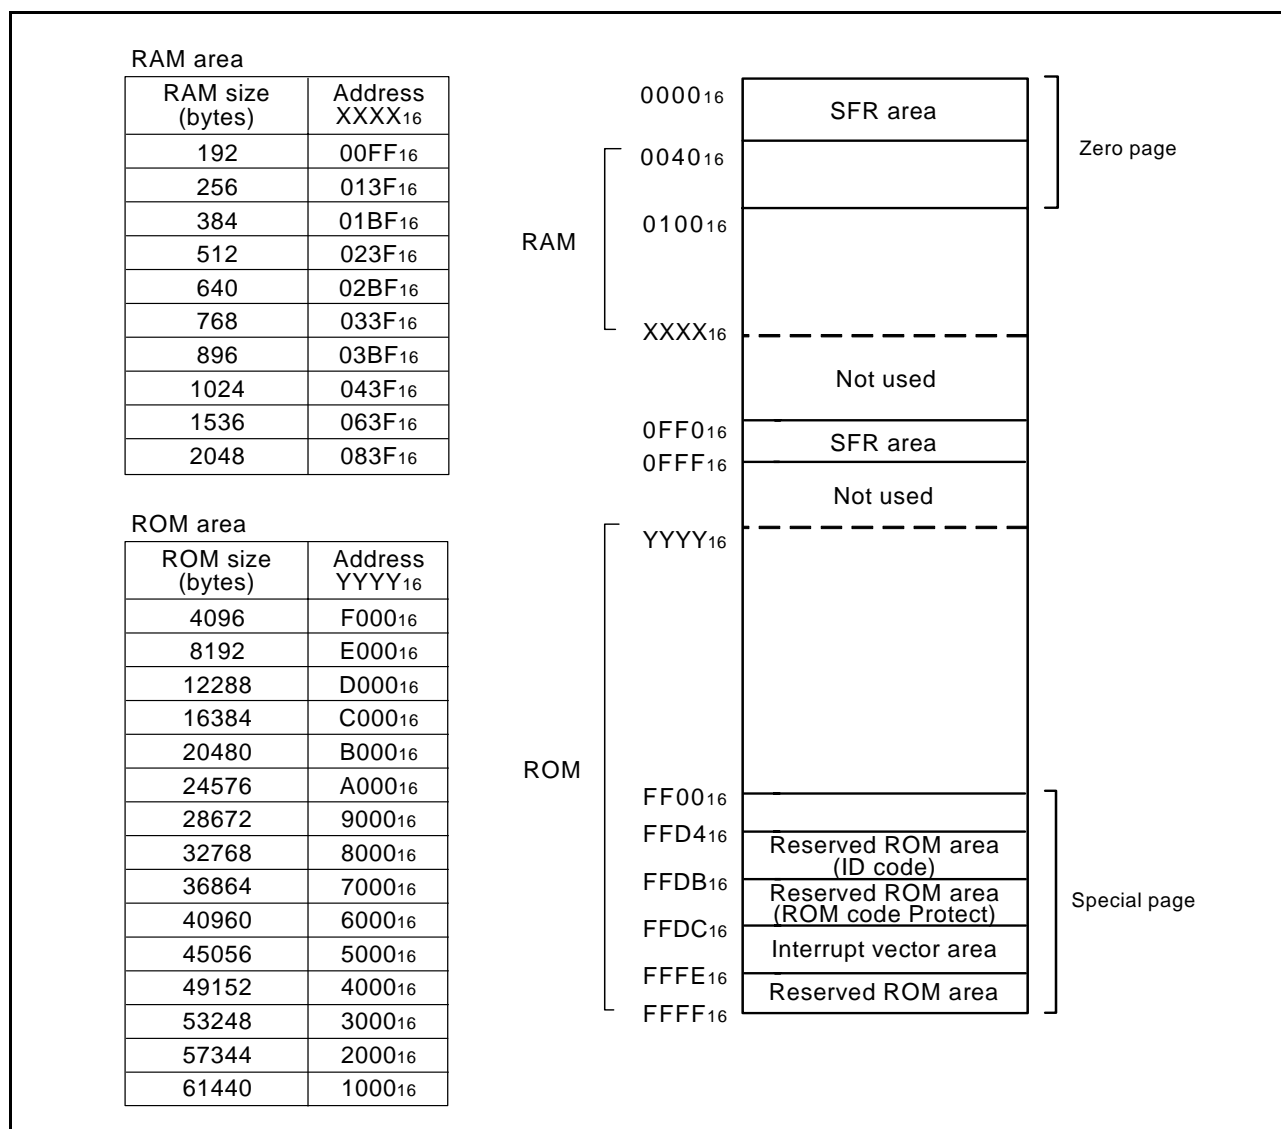 RAM area
RAM size
(bytes)
Address
XXXX16
192 00FF16
256 013F16
384 01BF16
512 023F16
640 02BF16
768 033F16
896 03BF16
1024 043F16
1536 063F16
2048 083F16
ROM area
ROM size
(bytes)
Address
YYYY16
4096 F00016
8192 E00016
12288 D00016
16384 C00016
20480 B00016
24576 A00016
28672 900016
32768 800016
36864 700016
40960 600016
45056 500016
49152 400016
53248 300016
57344 200016
61440 100016
RAM
ROM
000016
004016
010016
XXXX16
0FF016
0FFF16
YYYY16
FF0016
FFD416
FFDB16
FFDC16
FFFE16
FFFF16
SFR area
Not used
SFR area
Not used
Reserved ROM area
(ID code)
Reserved ROM area
(ROM code Protect)
Interrupt vector area
Reserved ROM area
Zero page
Special page